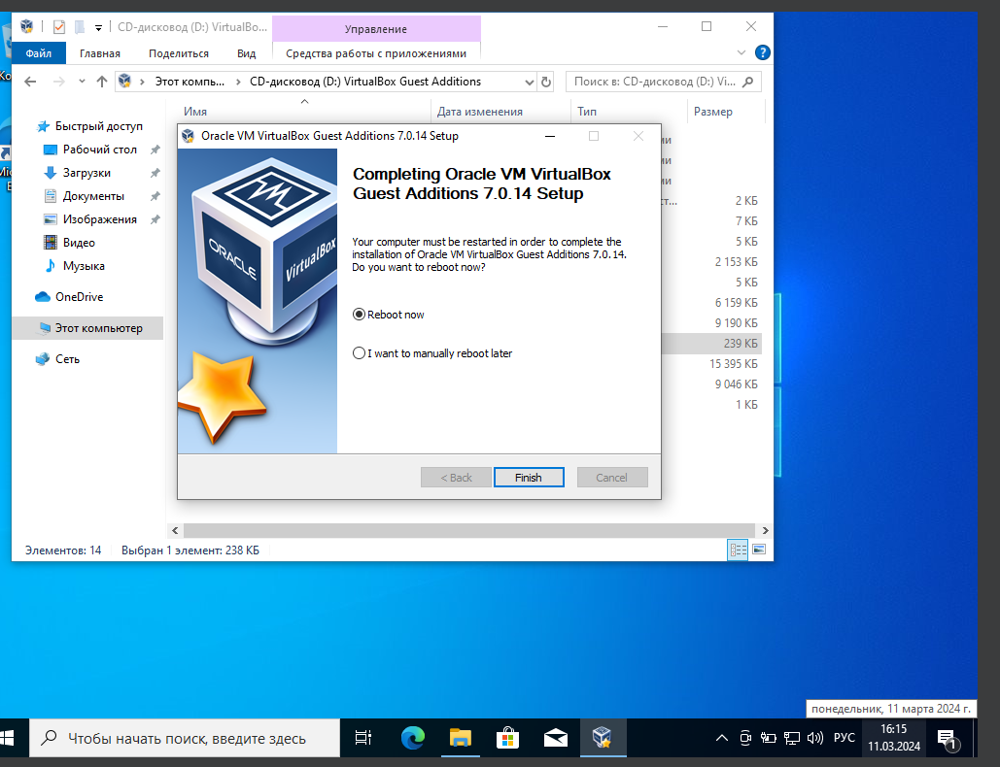 CD-дисковод (D:) VirtualBo...
Управление
Файл
Главная
Поделиться
Вид
Средства работы с приложениями
Этот компь...
CD-дисковод (D:) VirtualBox Guest Additions
Поиск в: CD-дисковод (D:) Vi...
Имя
Дата изменения
Тип
Размер
Быстрый доступ
Рабочий стол
Загрузки
Документы
Изображения
Видео
Музыка
OneDrive
Этот компьютер
Сеть
Oracle VM VirtualBox Guest Additions 7.0.14 Setup
ORACLE
VirtualBox
Completing Oracle VM VirtualBox
Guest Additions 7.0.14 Setup
Your computer must be restarted in order to complete the
installation of Oracle VM VirtualBox Guest Additions 7.0.14.
Do you want to reboot now?
Reboot now
I want to manually reboot later
< Back
Finish
Cancel
2 КБ
7 КБ
5 КБ
2 153 КБ
5 КБ
6 159 КБ
9 190 КБ
239 КБ
15 395 КБ
9 046 КБ
1 КБ
Элементов: 14
Выбран 1 элемент: 238 КБ
понедельник, 11 марта 2024 г.
Чтобы начать поиск, введите здесь
РУС
16:15
11.03.2024
1